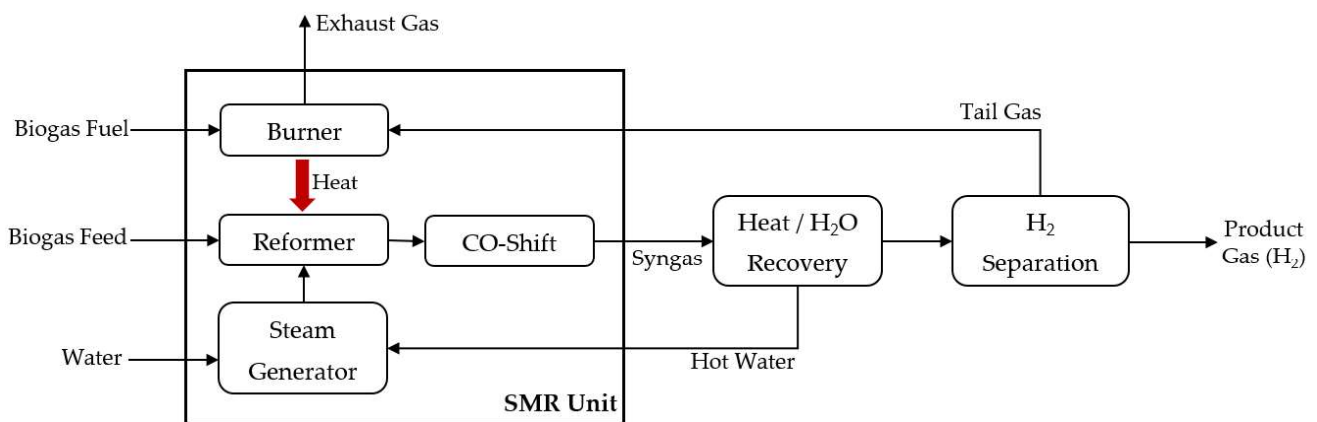 Exhaust Gas
Biogas Fuel
Burner
Tail Gas
Heat
Biogas Feed
Reformer
CO-Shift
Syngas
Heat / H₂O
Recovery
H₂
Separation
Product
Gas (H₂)
Water
Steam
Generator
Hot Water
SMR Unit